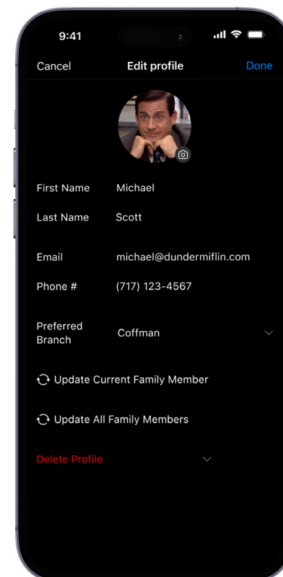 9:41
Cancel Edit profile Done
First Name Michael
Last Name Scott
Email michael@dundermiflin.com
Phone # (717) 123-4567
Preferred
Branch Coffman
Update Current Family Member
Update All Family Members
Delete Profile